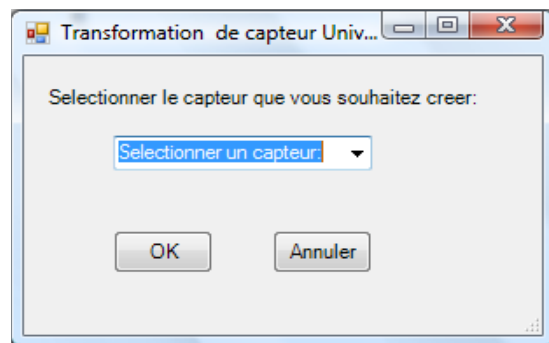 Transformation de capteur Univ...
Selectionner le capteur que vous souhaitez creer:
Selectionner un capteur:
OK Annuler